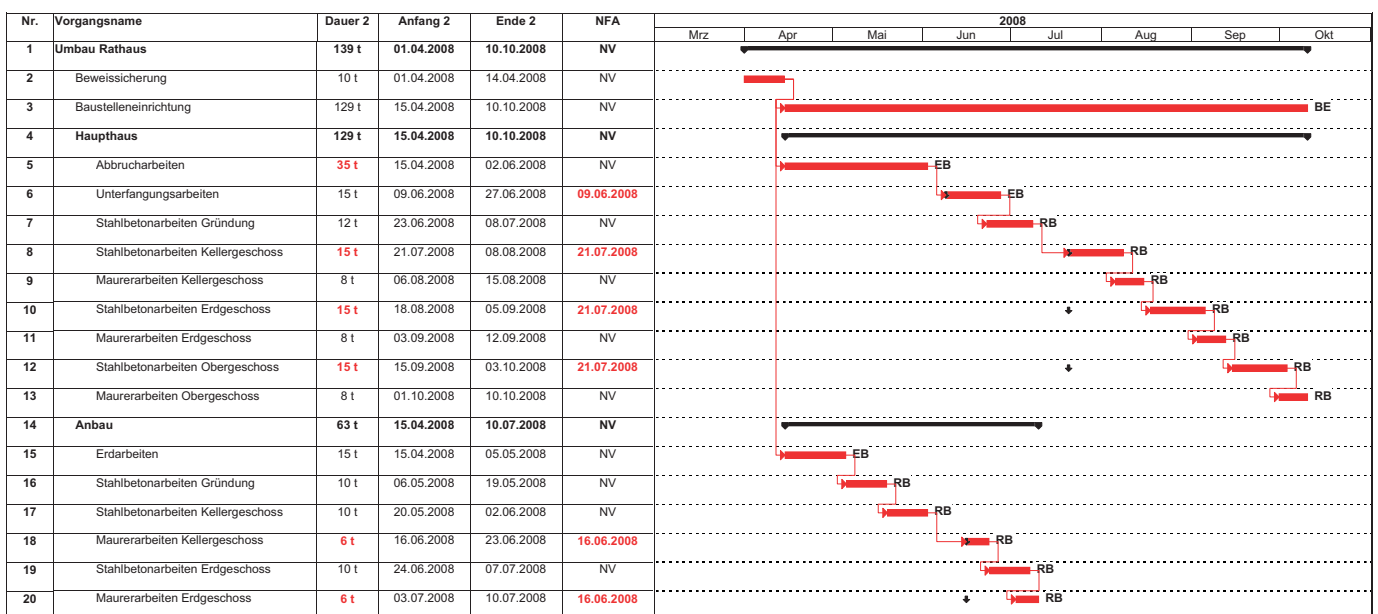 Nr. Vorgangsname Dauer 2 Anfang 2 Ende 2 NFA 2008
Mrz Apr Mai Jun Jul Aug Sep Okt
1 Umbau Rathaus 139 t 01.04.2008 10.10.2008 NV
2 Beweissicherung 10 t 01.04.2008 14.04.2008 NV
3 Baustelleneinrichtung 129 t 15.04.2008 10.10.2008 NV BE
4 Haupthaus 129 t 15.04.2008 10.10.2008 NV
5 Abbrucharbeiten 35 t 15.04.2008 02.06.2008 NV EB
6 Unterfangungsarbeiten 15 t 09.06.2008 27.06.2008 09.06.2008 EB
7 Stahlbetonarbeiten Gründung 12 t 23.06.2008 08.07.2008 NV RB
8 Stahlbetonarbeiten Kellergeschoss 15 t 21.07.2008 08.08.2008 21.07.2008 RB
9 Maurerarbeiten Kellergeschoss 8 t 06.08.2008 15.08.2008 NV RB
10 Stahlbetonarbeiten Erdgeschoss 15 t 18.08.2008 05.09.2008 21.07.2008 RB
11 Maurerarbeiten Erdgeschoss 8 t 03.09.2008 12.09.2008 NV RB
12 Stahlbetonarbeiten Obergeschoss 15 t 15.09.2008 03.10.2008 21.07.2008 RB
13 Maurerarbeiten Obergeschoss 8 t 01.10.2008 10.10.2008 NV RB
14 Anbau 63 t 15.04.2008 10.07.2008 NV
15 Erdarbeiten 15 t 15.04.2008 05.05.2008 NV EB
16 Stahlbetonarbeiten Gründung 10 t 06.05.2008 19.05.2008 NV RB
17 Stahlbetonarbeiten Kellergeschoss 10 t 20.05.2008 02.06.2008 NV RB
18 Maurerarbeiten Kellergeschoss 6 t 16.06.2008 23.06.2008 16.06.2008 RB
19 Stahlbetonarbeiten Erdgeschoss 10 t 24.06.2008 07.07.2008 NV RB
20 Maurerarbeiten Erdgeschoss 6 t 03.07.2008 10.07.2008 16.06.2008 RB